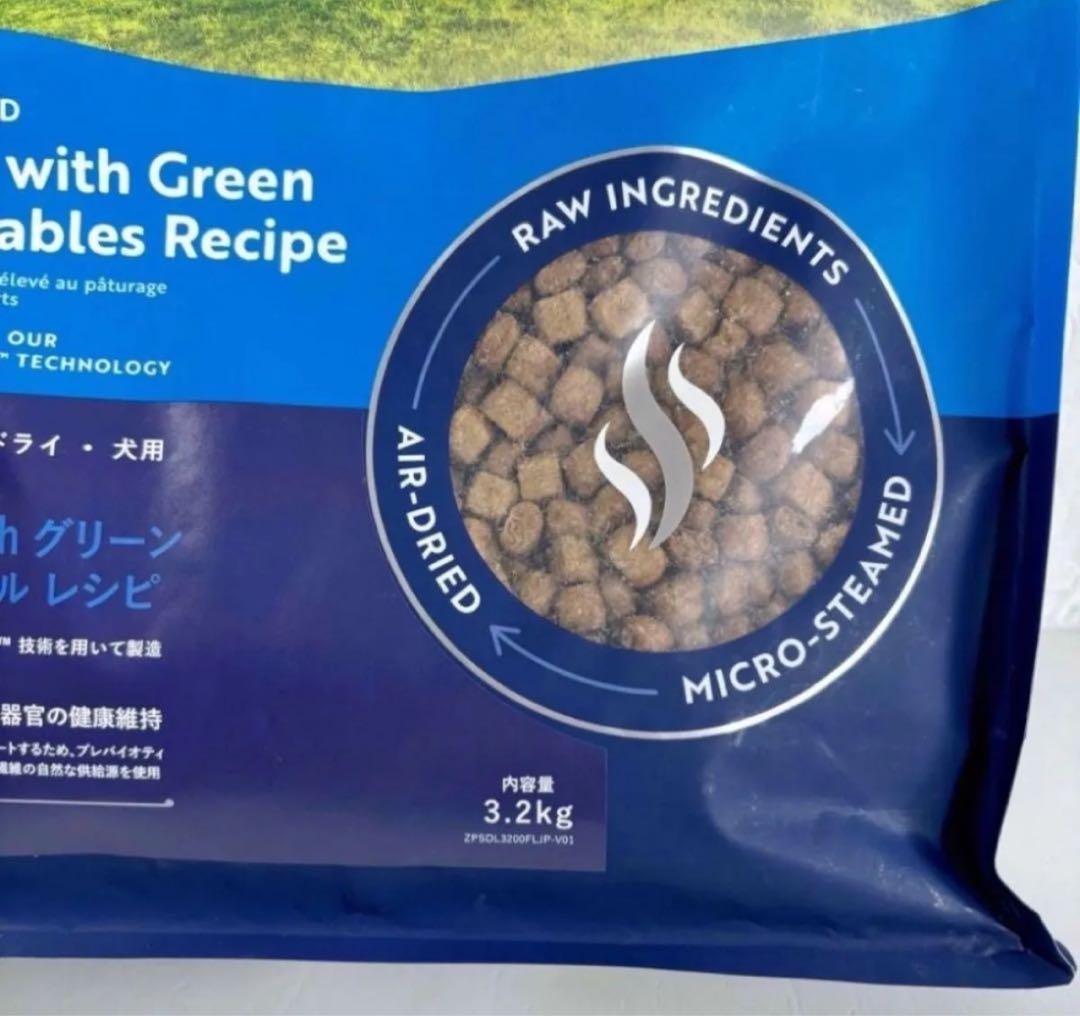 D
with Green
ables Recipe
élevé au pâturage
rts
OUR
™ TECHNOLOGY
ドライ・犬用
h グリーン
ル レシピ
™ 技術を用いて製造
器官の健康維持
ートするため、プレバイオティ
繊維の自然な供給源を使用
内容量
3.2kg
ZPSDL3200FLJP-V01
RAW INGREDIENTS
MICRO-STEAMED
AIR-DRIED